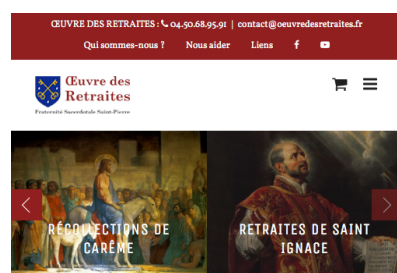 ŒUVRE DES RETRAITES : 04.50.68.95.91 | contact@oeuvredesretraites.fr
Qui sommes-nous ? Nous aider Liens
Œuvre des
Retraites
Fraternité Sacerdotale Saint-Pierre
RÉCOLLECTIONS DE
CARÊME
RETRAITES DE SAINT
IGNACE